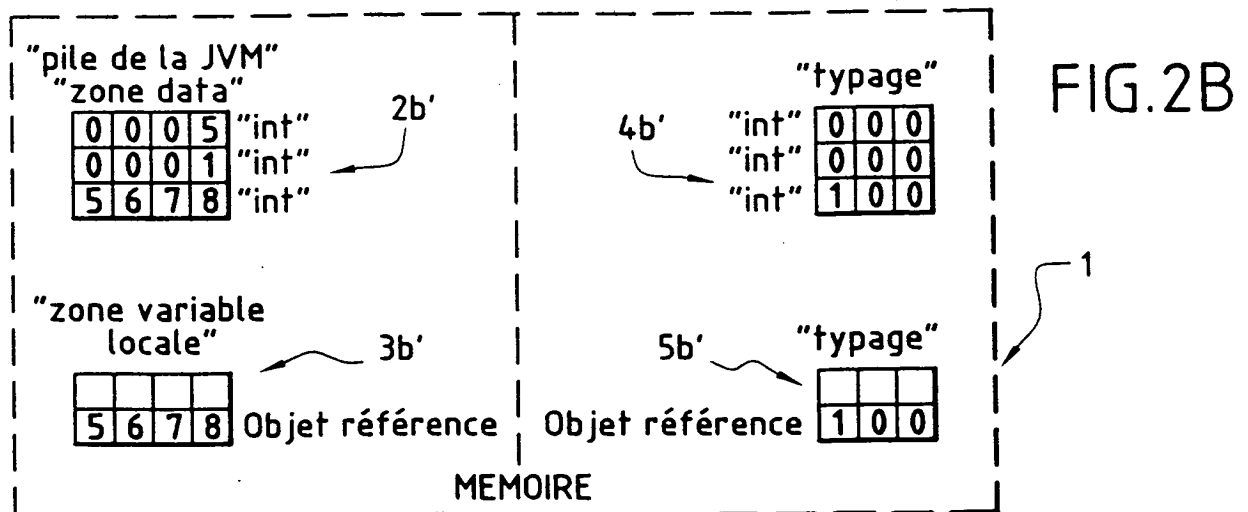 "pile de la JVM"
"zone data"
0 0 0 5 "int"
0 0 0 1 "int"
5 6 7 8 "int"
2b'
"typage"
4b'
"int" 0 0 0
"int" 0 0 0
"int" 1 0 0
FIG.2B
1
"zone variable
locale"
3b'
5 6 7 8 Objet référence
5b'
"typage"
Objet référence 1 0 0
MEMOIRE